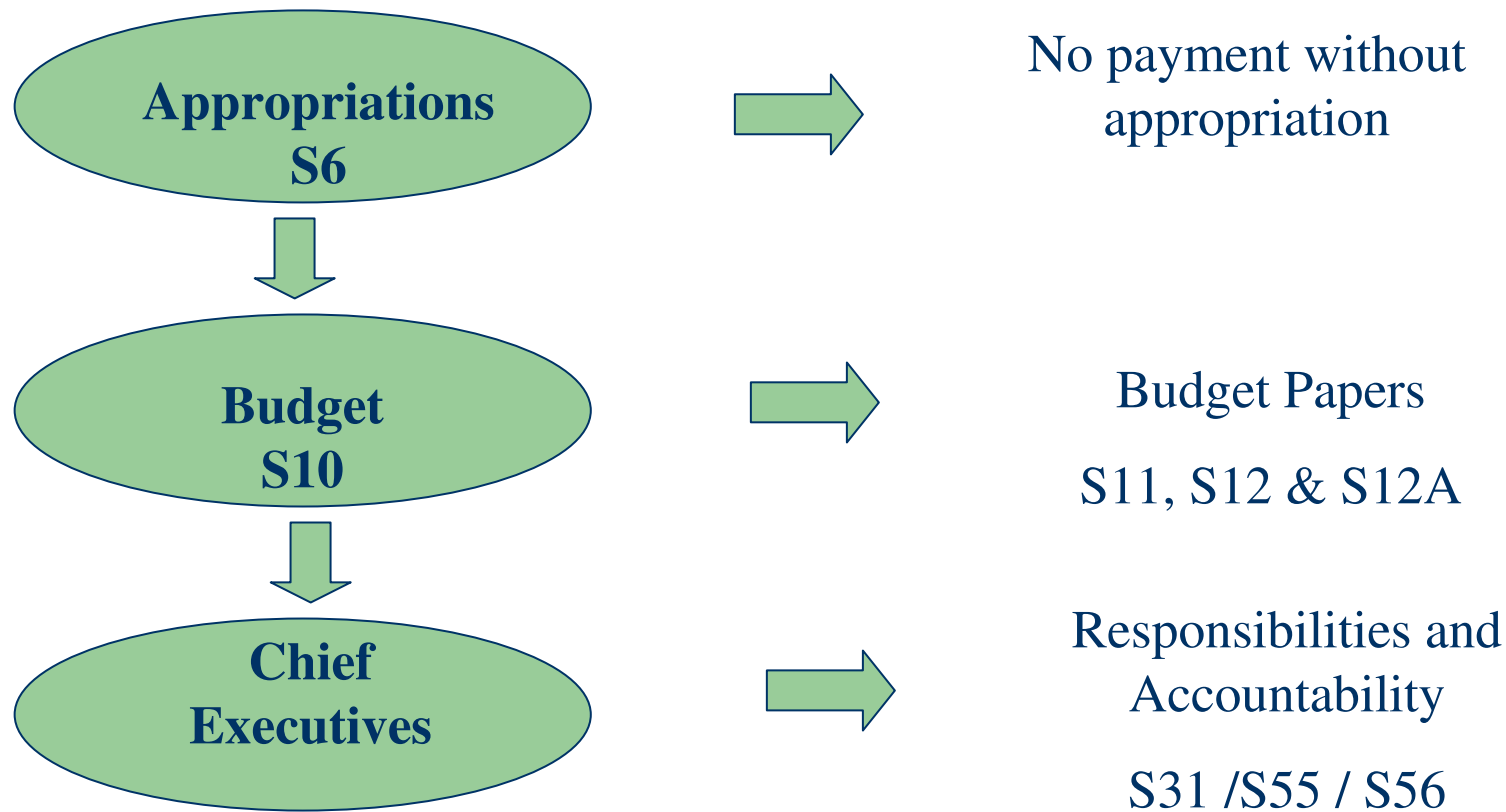 Appropriations
S6
No payment without
appropriation
Budget
S10
Budget Papers
S11, S12 & S12A
Chief
Executives
Responsibilities and
Accountability
S31 /S55 / S56